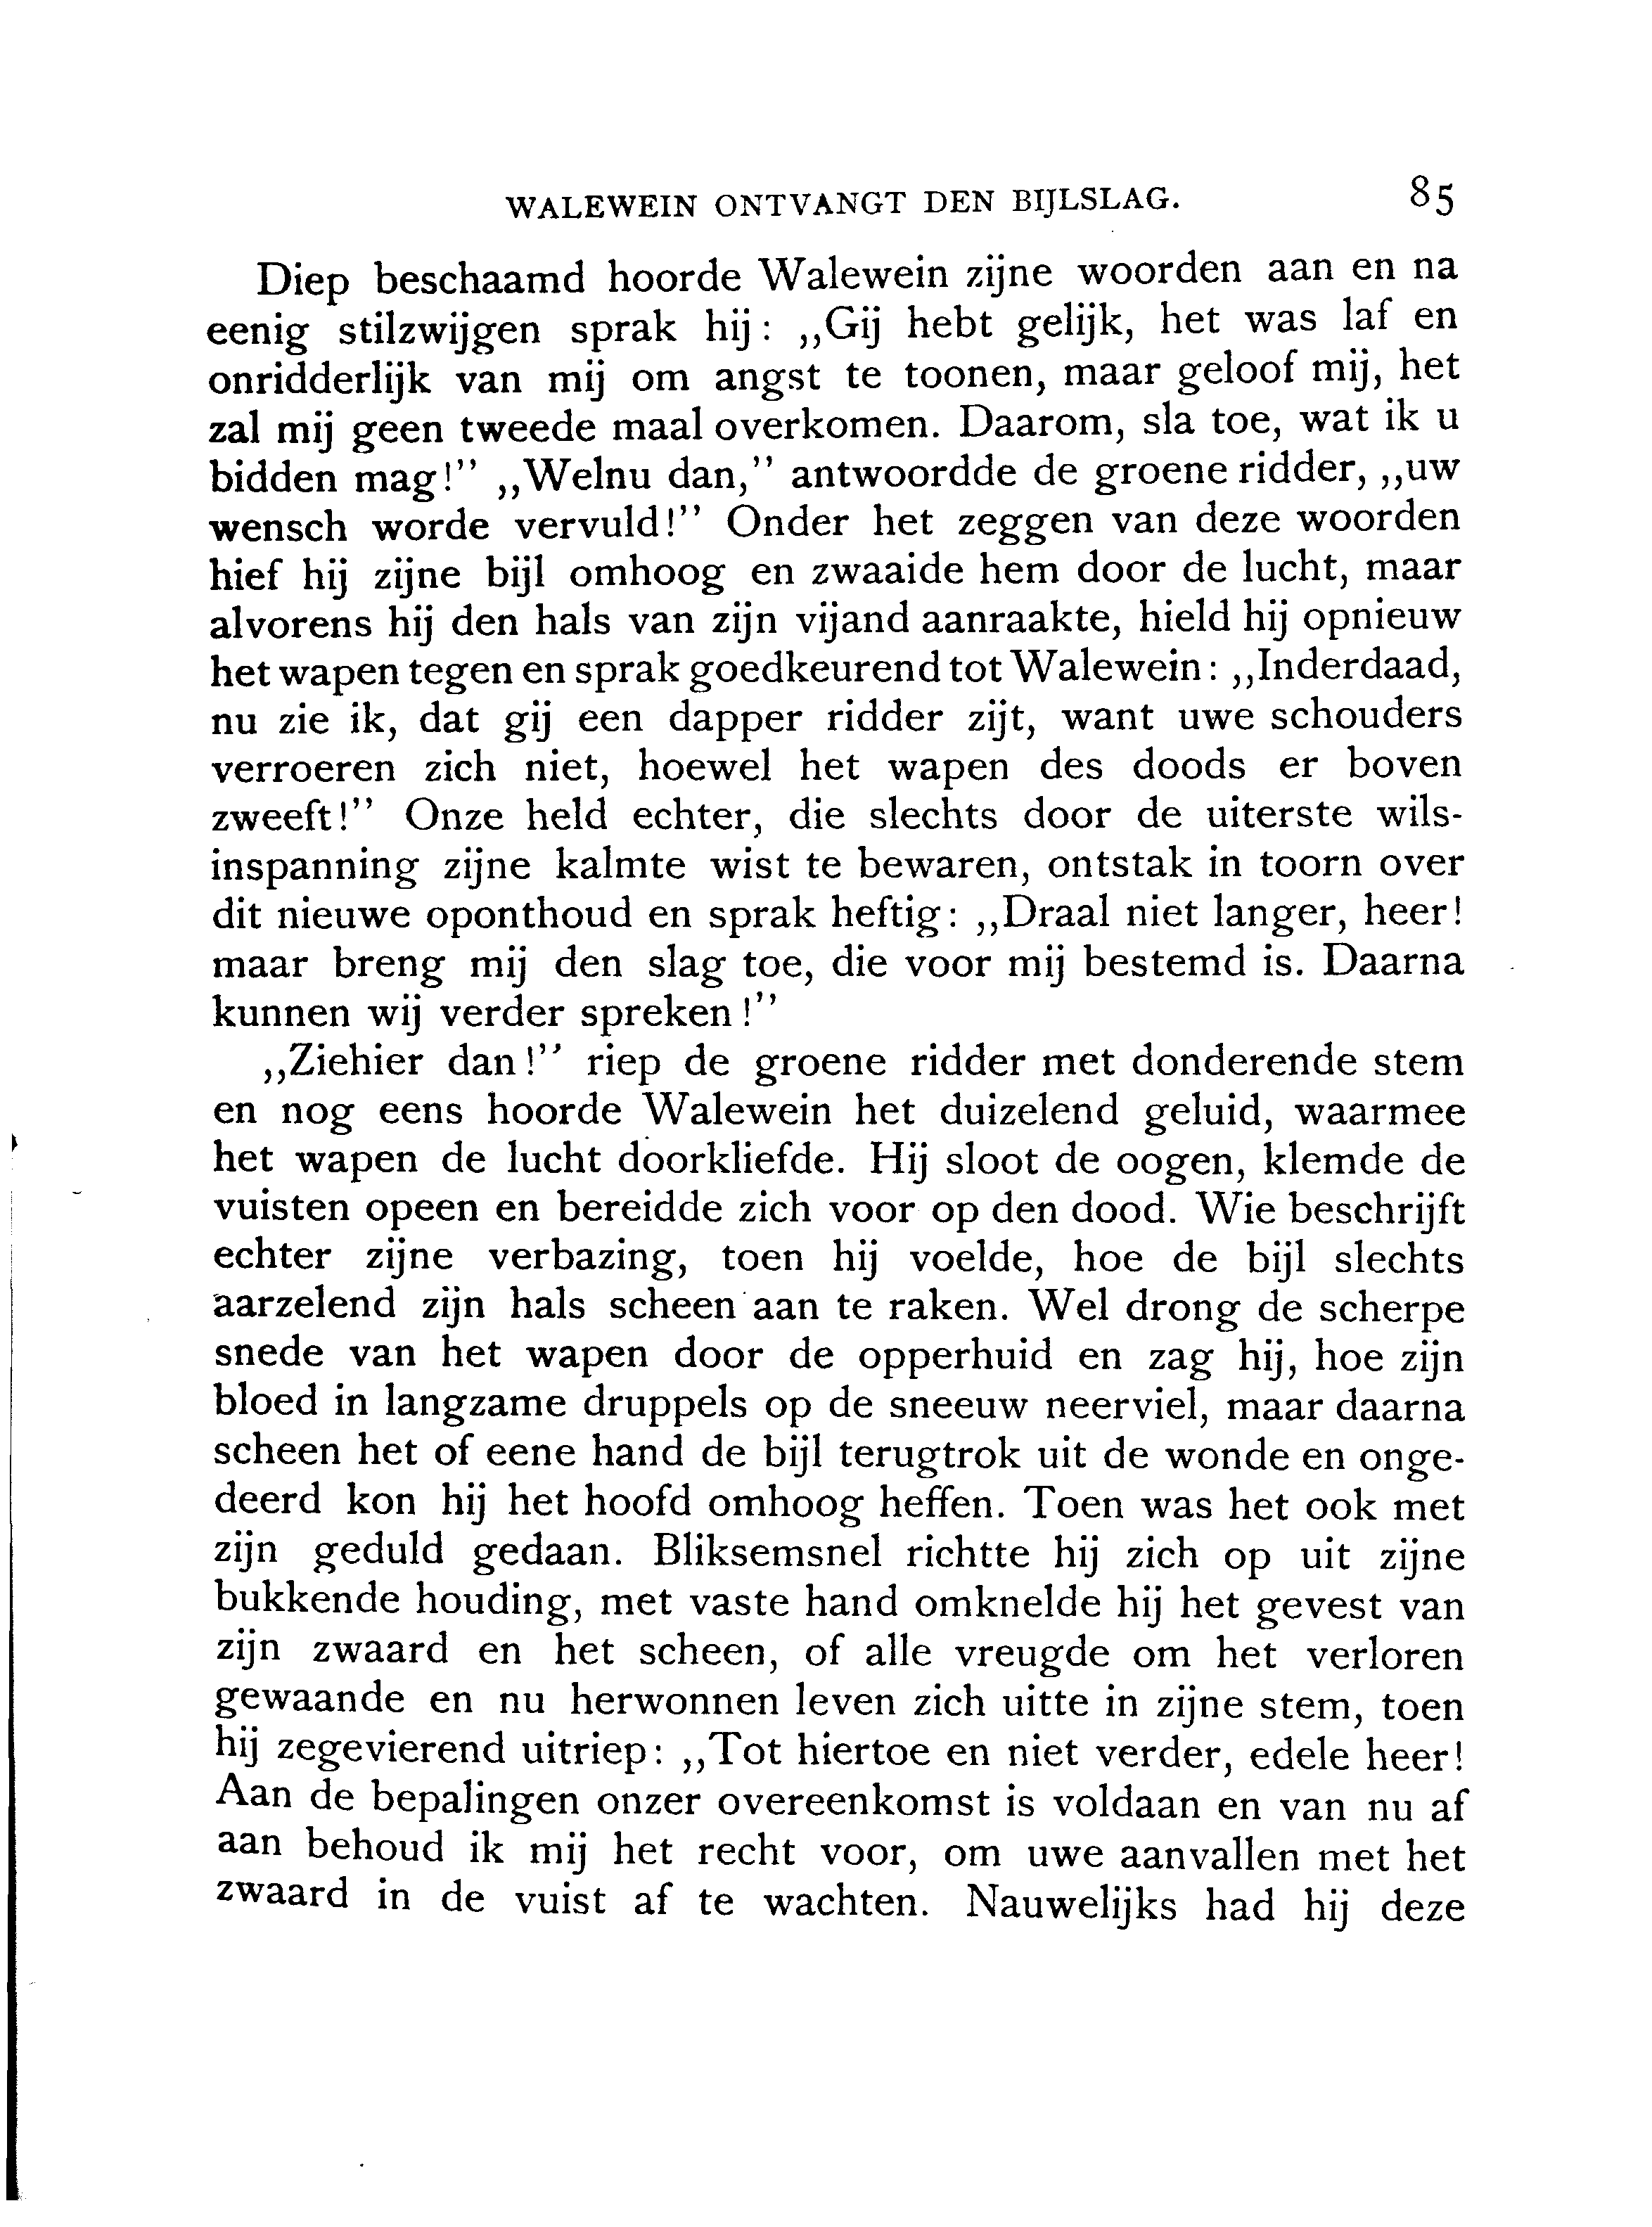 WALEWEIN ONTVANGT DEN BIJLSLAG. 85
Diep beschaamd hoorde Walewein zijne woorden aan en na
eenig stilzwijgen sprak hij: ,,Gij hebt gelijk, het was laf en
onridderlijk van mij om angst te toonen, maar geloof mij, het
zal mij geen tweede maal overkomen. Daarom, sla toe, wat ik u
bidden mag!” ,,Welnu dan,” antwoordde de groene ridder, ,,uw
wensch worde vervuld!” Onder het zeggen van deze woorden
hief hij zijne bijl omhoog en zwaaide hem door de lucht, maar
alvorens hij den hals van zijn vijand aanraakte, hield hij opnieuw
het wapen tegen en sprak goedkeurend tot Walewein: ,,Inderdaad,
nu zie ik, dat gij een dapper ridder zijt, want uwe schouders
verroeren zich niet, hoewel het wapen des doods er boven
zweeft!” Onze held echter, die slechts door de uiterste wils-
inspanning zijne kalmte wist te bewaren, ontstak in toorn over
dit nieuwe oponthoud en sprak heftig: ,,Draal niet langer, heer!
maar breng mij den slag toe, die voor mij bestemd is. Daarna
kunnen wij verder spreken!”
,,Ziehier dan!” riep de groene ridder met donderende stem
en nog eens hoorde Walewein het duizelend geluid, waarmee
het wapen de lucht doorkliefde. Hij sloot de oogen, klemde de
vuisten opeen en bereidde zich voor op den dood. Wie beschrijft
echter zijne verbazing, toen hij voelde, hoe de bijl slechts
aarzelend zijn hals scheen aan te raken. Wel drong de scherpe
snede van het wapen door de opperhuid en zag hij, hoe zijn
bloed in langzame druppels op de sneeuw neerviel, maar daarna
scheen het of eene hand de bijl terugtrok uit de wonde en onge-
deerd kon hij het hoofd omhoog heffen. Toen was het ook met
zijn geduld gedaan. Bliksemsnel richtte hij zich op uit zijne
bukkende houding, met vaste hand omknelde hij het gevest van
zijn zwaard en het scheen, of alle vreugde om het verloren
gewaande en nu herwonnen leven zich uitte in zijne stem, toen
hij zegevierend uitriep: ,,Tot hiertoe en niet verder, edele heer!
Aan de bepalingen onzer overeenkomst is voldaan en van nu af
aan behoud ik mij het recht voor, om uwe aanvallen met het
zwaard in de vuist af te wachten. Nauwelijks had hij deze